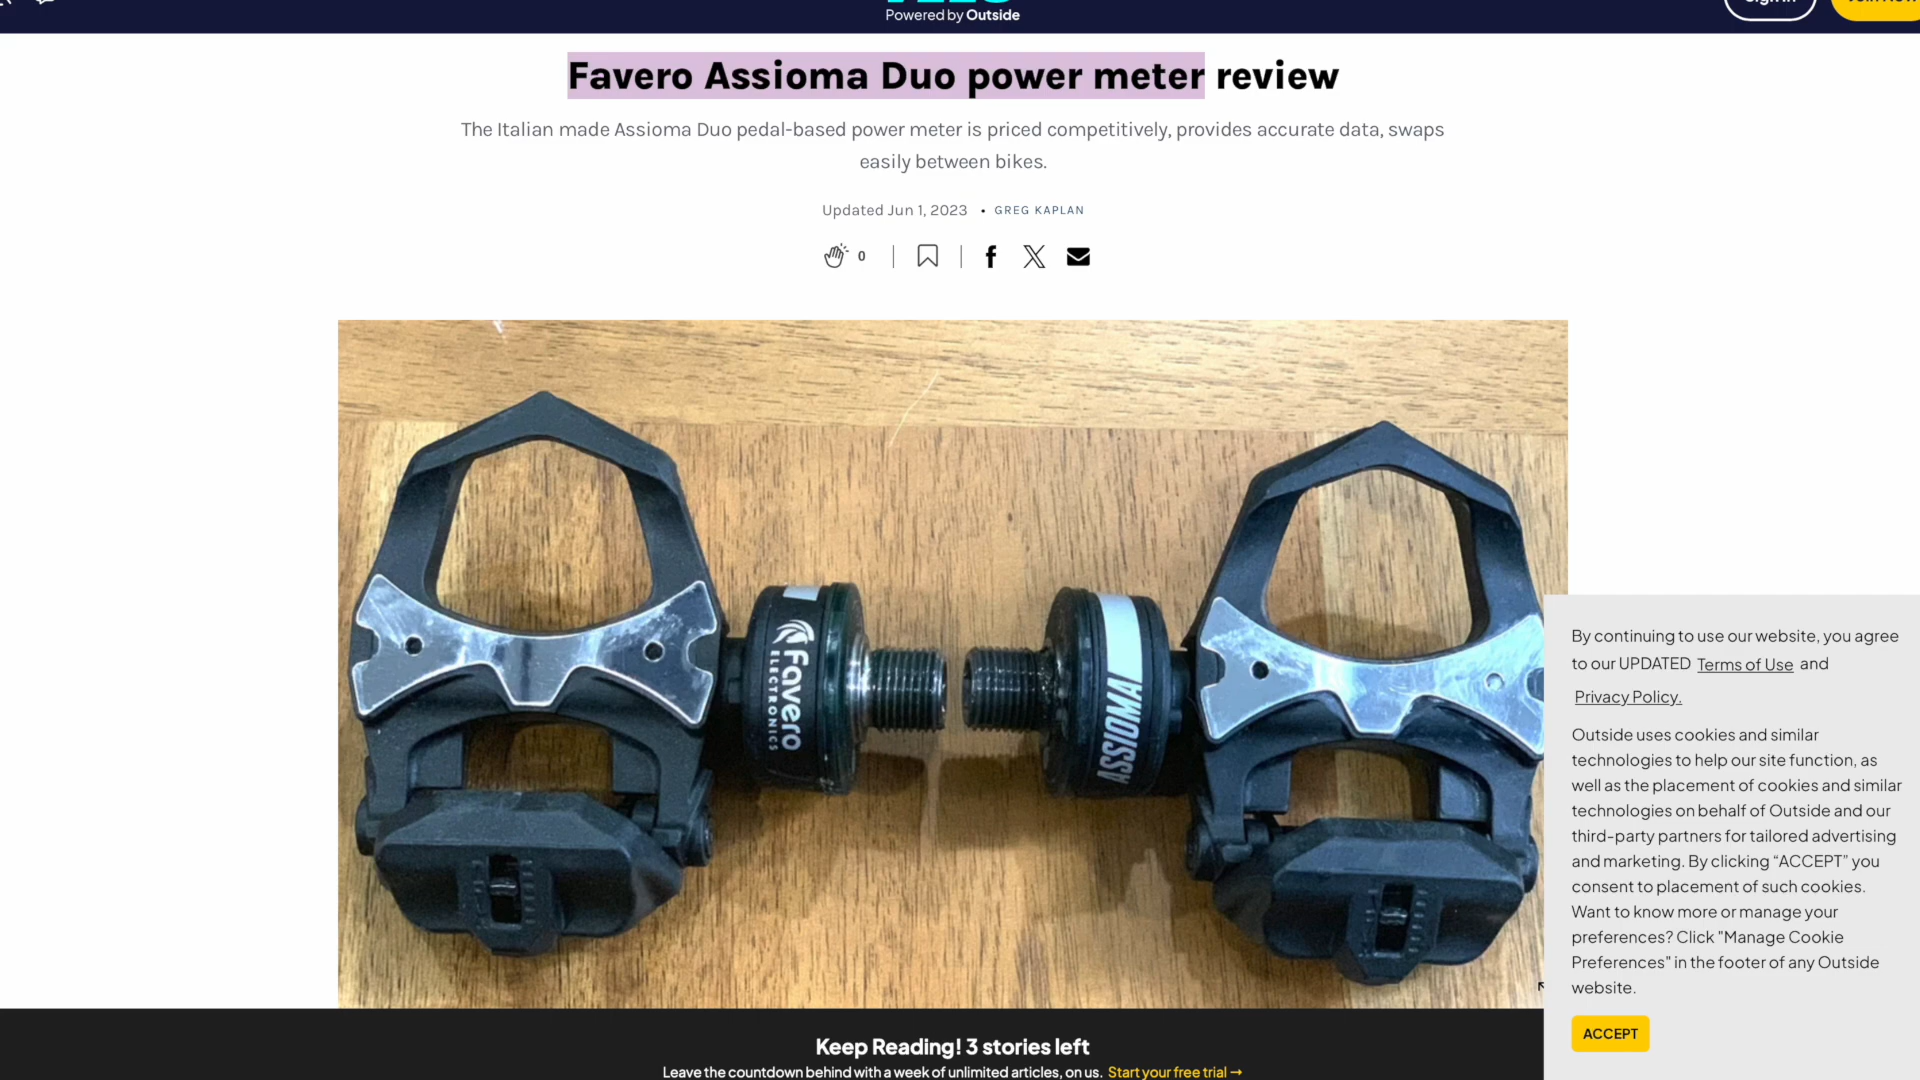 Powered by Outside
Favero Assioma Duo power meter review
The Italian made Assioma Duo pedal-based power meter is priced competitively, provides accurate data, swaps
easily between bikes.
Updated Jun 1, 2023 • GREG KAPLAN
0
Favero
ELECTRONICS
ASSIOMA
By continuing to use our website, you agree
to our UPDATED Terms of Use and
Privacy Policy.
Outside uses cookies and similar
technologies to help our site function, as
well as the placement of cookies and similar
technologies on behalf of Outside and our
third-party partners for tailored advertising
and marketing. By clicking “ACCEPT” you
consent to placement of such cookies.
Want to know more or manage your
preferences? Click "Manage Cookie
Preferences" in the footer of any Outside
website.
ACCEPT
Keep Reading! 3 stories left
Leave the countdown behind with a week of unlimited articles, on us. Start your free trial →